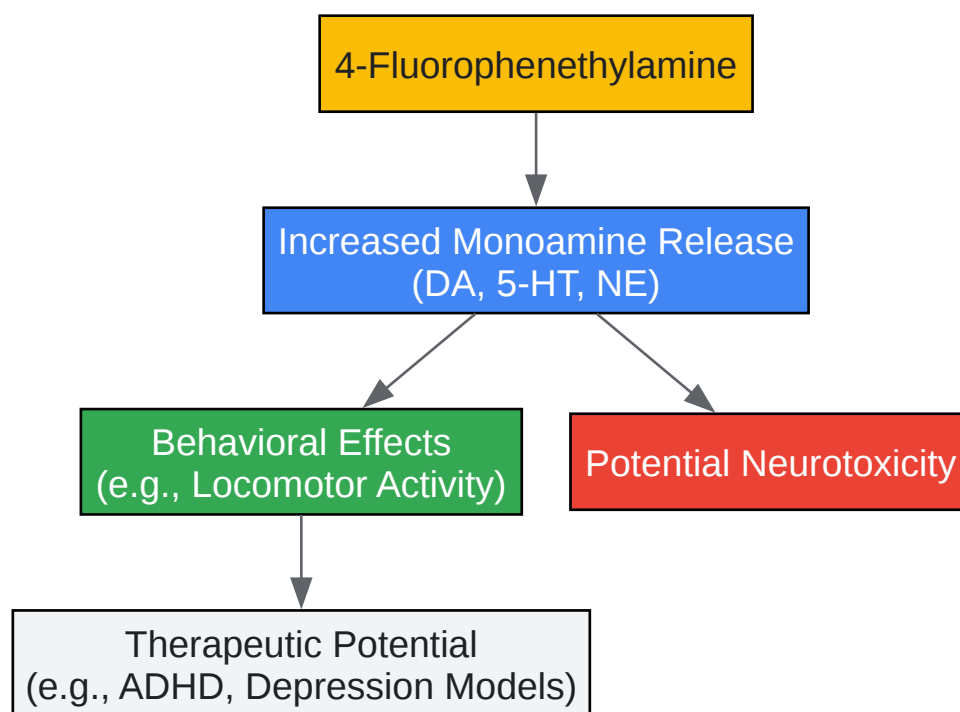 4-Fluorophenethylamine
Increased Monoamine Release
(DA, 5-HT, NE)
Behavioral Effects
(e.g., Locomotor Activity)
Potential Neurotoxicity
Therapeutic Potential
(e.g., ADHD, Depression Models)